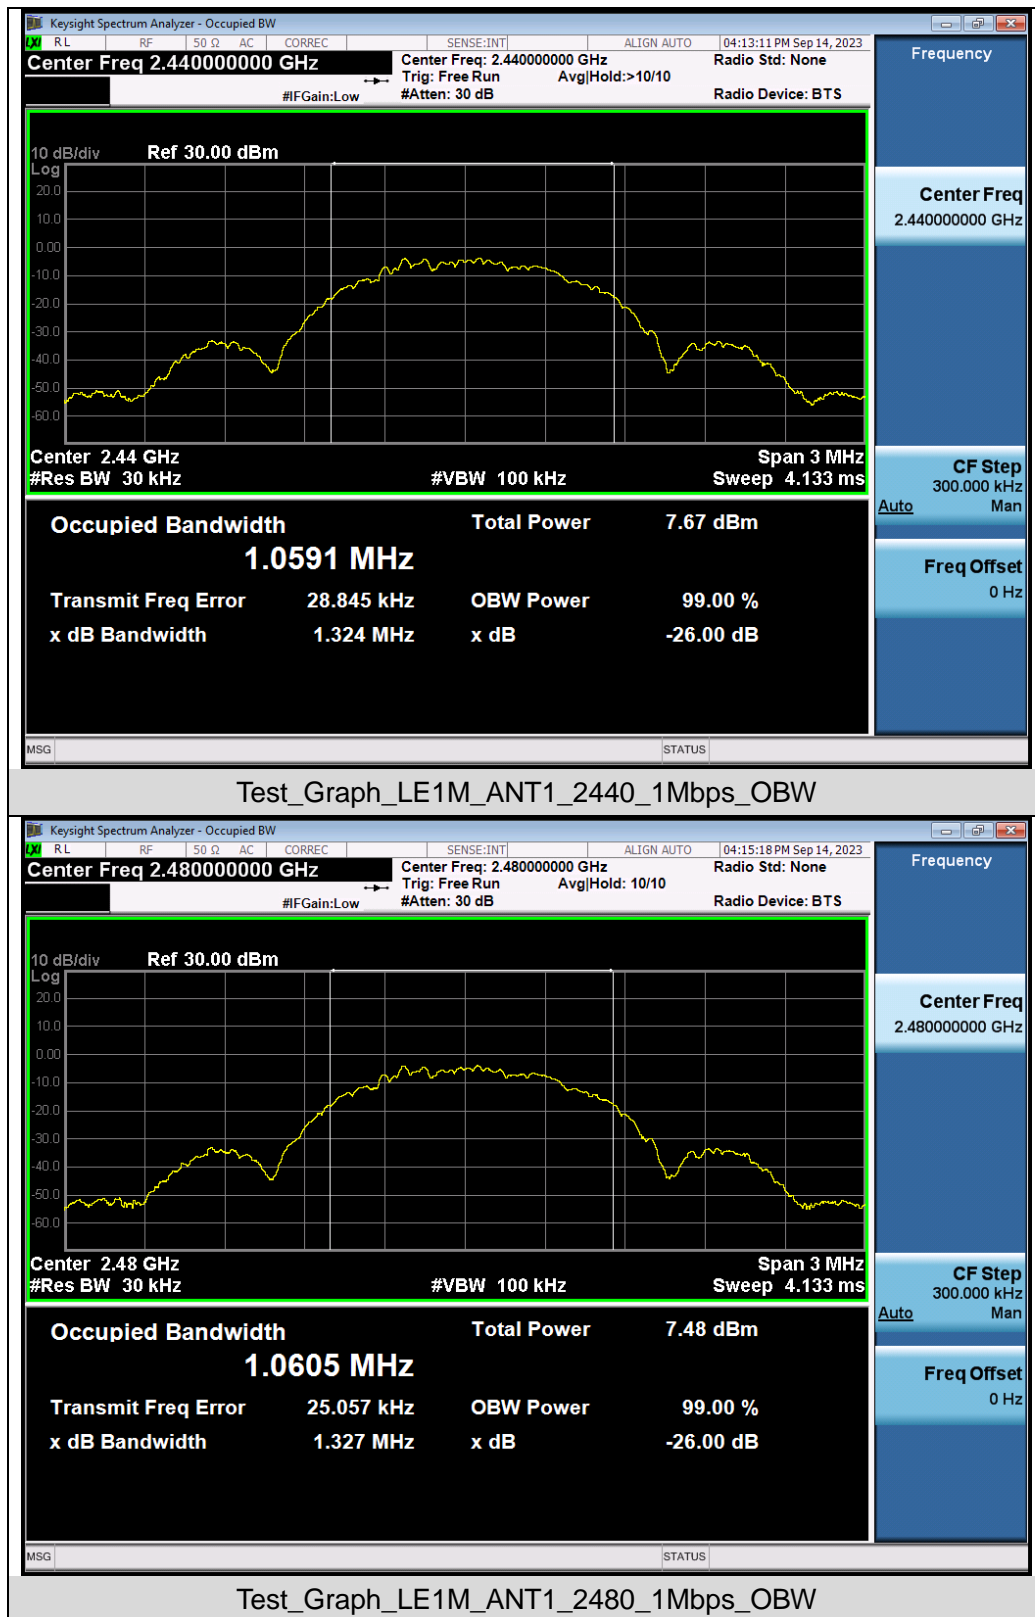 Keysight Spectrum Analyzer - Occupied BW
LXI RL RF 50 Ω AC CORREC SENSE:INT ALIGN AUTO 04:13:11 PM Sep 14, 2023
Center Freq 2.440000000 GHz
Center Freq: 2.440000000 GHz
Radio Std: None
Trig: Free Run Avg|Hold:>10/10
#IFGain:Low
#Atten: 30 dB
Radio Device: BTS
Frequency
10 dB/div Ref 30.00 dBm
Log
20.0
10.0
0.00
-10.0
-20.0
-30.0
-40.0
-50.0
-60.0
Center Freq
2.440000000 GHz
Center 2.44 GHz Span 3 MHz
#Res BW 30 kHz #VBW 100 kHz Sweep 4.133 ms
CF Step
300.000 kHz
Auto Man
Occupied Bandwidth Total Power 7.67 dBm
1.0591 MHz
Transmit Freq Error 28.845 kHz OBW Power 99.00 %
x dB Bandwidth 1.324 MHz x dB -26.00 dB
Freq Offset
0 Hz
MSG STATUS
Test_Graph_LE1M_ANT1_2440_1Mbps_OBW
Keysight Spectrum Analyzer - Occupied BW
LXI RL RF 50 Ω AC CORREC SENSE:INT ALIGN AUTO 04:15:18 PM Sep 14, 2023
Center Freq 2.480000000 GHz
Center Freq: 2.480000000 GHz
Radio Std: None
Trig: Free Run Avg|Hold: 10/10
#IFGain:Low
#Atten: 30 dB
Radio Device: BTS
Frequency
10 dB/div Ref 30.00 dBm
Log
20.0
10.0
0.00
-10.0
-20.0
-30.0
-40.0
-50.0
-60.0
Center Freq
2.480000000 GHz
Center 2.48 GHz Span 3 MHz
#Res BW 30 kHz #VBW 100 kHz Sweep 4.133 ms
CF Step
300.000 kHz
Auto Man
Occupied Bandwidth Total Power 7.48 dBm
1.0605 MHz
Transmit Freq Error 25.057 kHz OBW Power 99.00 %
x dB Bandwidth 1.327 MHz x dB -26.00 dB
Freq Offset
0 Hz
MSG STATUS
Test_Graph_LE1M_ANT1_2480_1Mbps_OBW